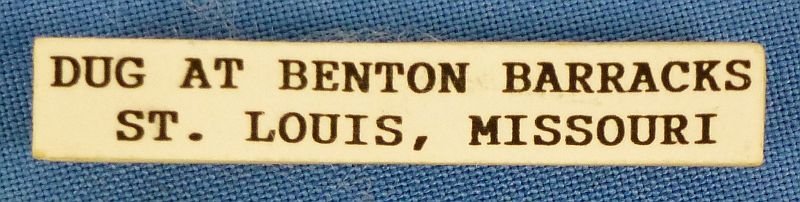 DUG AT BENTON BARRACKS
ST. LOUIS, MISSOURI